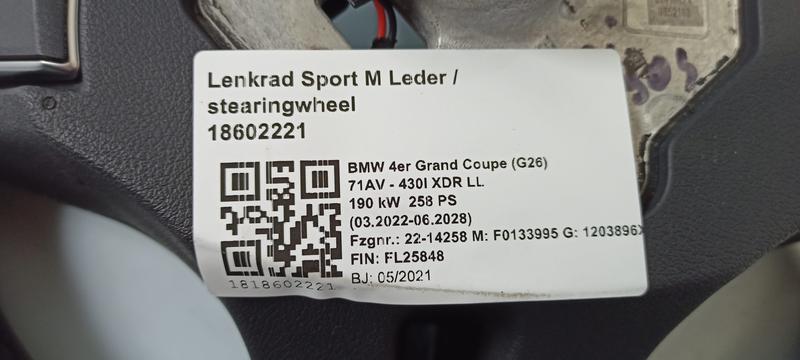 Lenkrad Sport M Leder /
stearingwheel
18602221
BMW 4er Grand Coupe (G26)
71AV - 430I XDR LL
190 kW 258 PS
(03.2022-06.2028)
Fzgnr.: 22-14258 M: F0133995 G: 1203896X
FIN: FL25848
BJ: 05/2021
1818602221